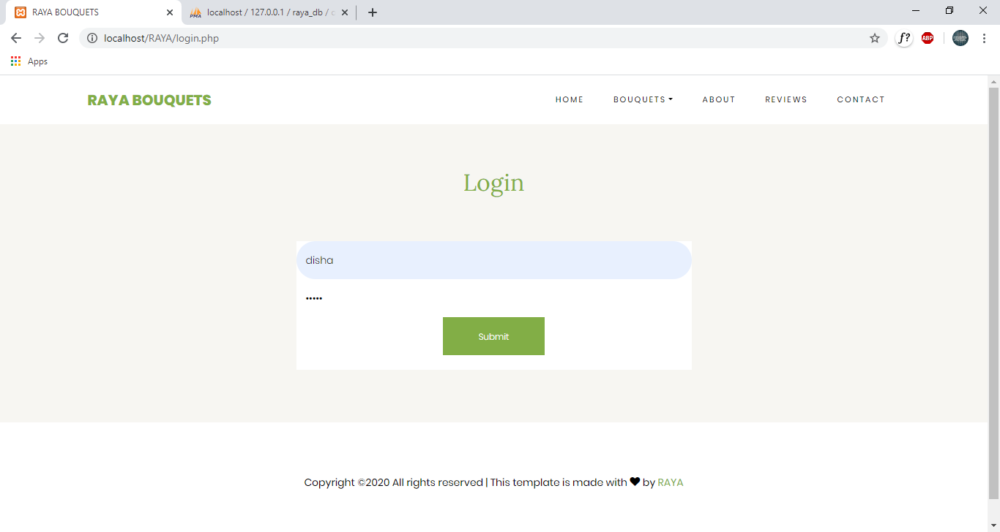 RAYA BOUQUETS
localhost / 127.0.0.1 / raya_db /
localhost/RAYA/login.php
f?
ABP
Apps
RAYA BOUQUETS
HOME BOUQUETS ABOUT REVIEWS CONTACT
Login
disha
•••••
Submit
Copyright ©2020 All rights reserved | This template is made with ♥ by RAYA